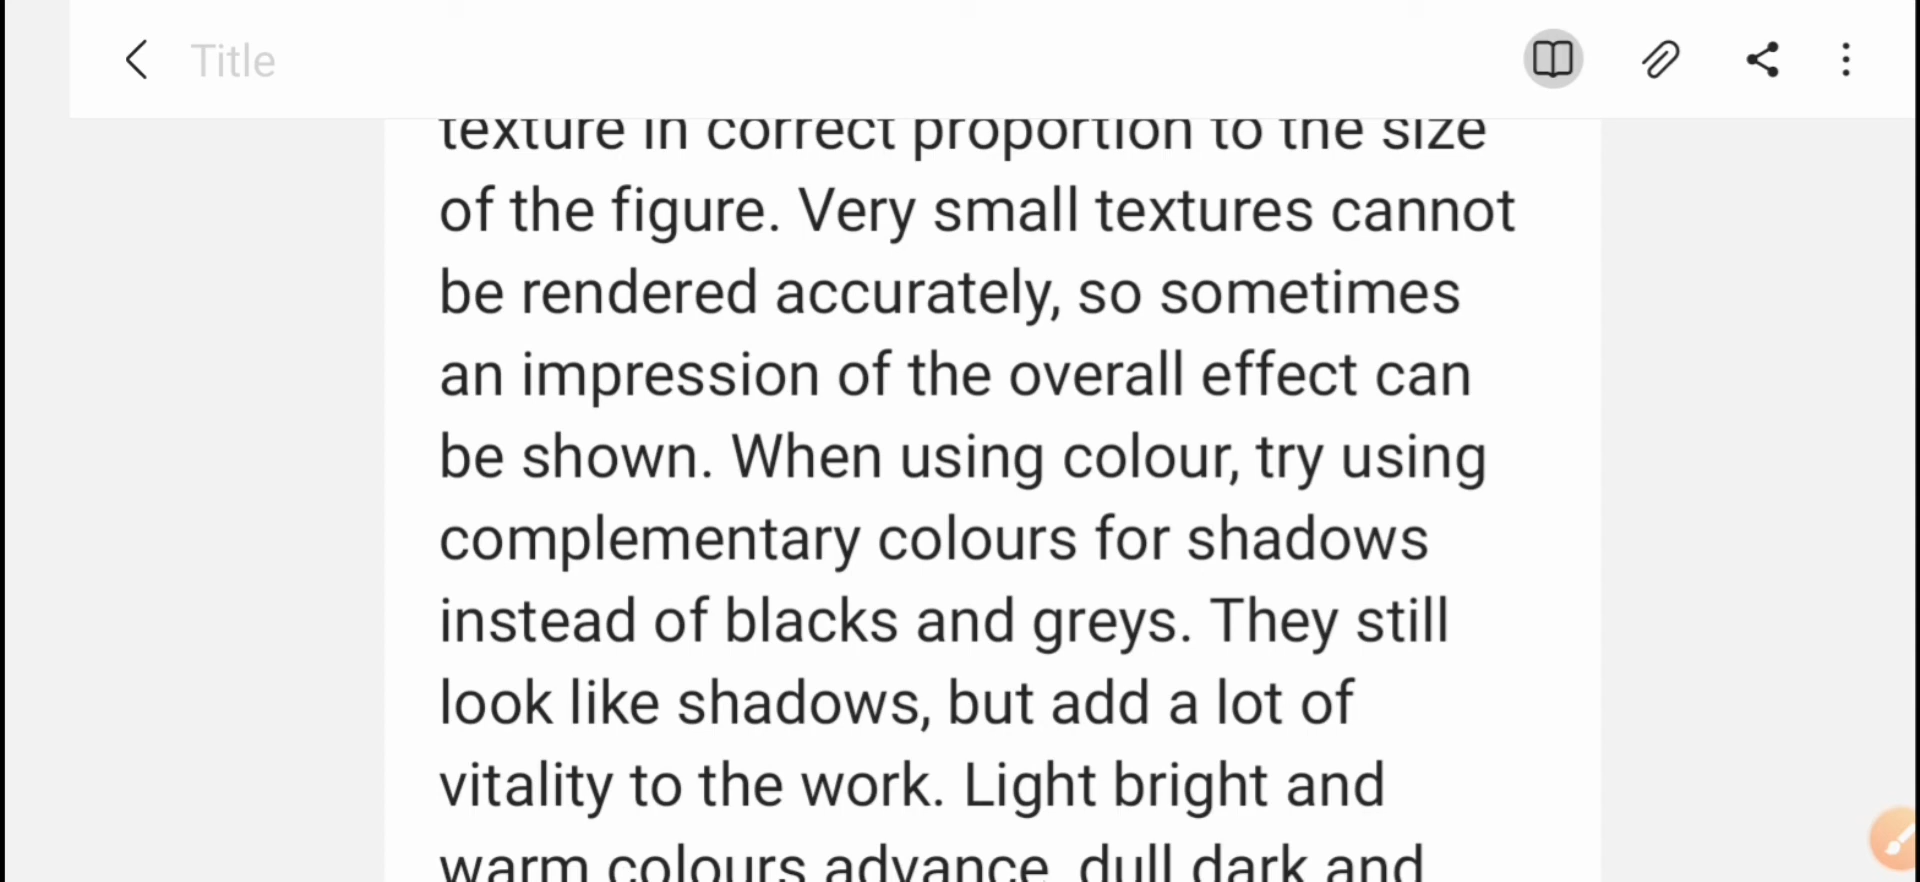 Title
texture in correct proportion to the size
of the figure. Very small textures cannot
be rendered accurately, so sometimes
an impression of the overall effect can
be shown. When using colour, try using
complementary colours for shadows
instead of blacks and greys. They still
look like shadows, but add a lot of
vitality to the work. Light bright and
warm colours advance, dull dark and